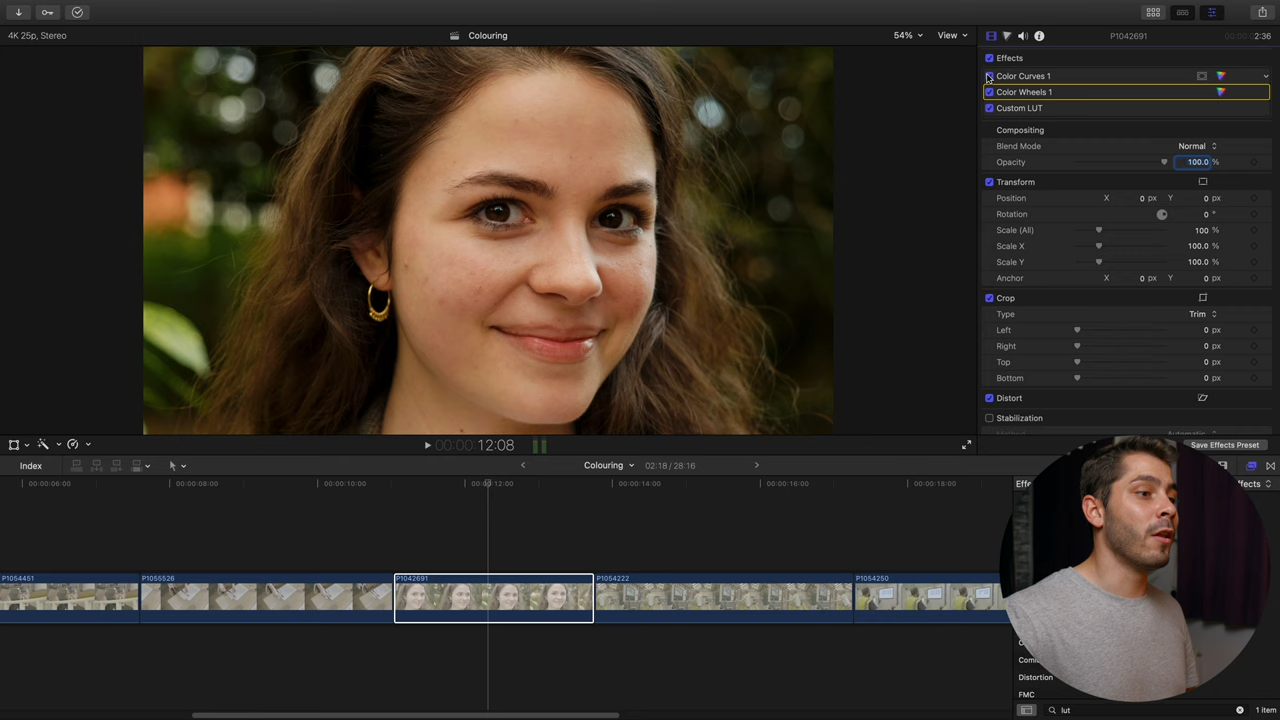 4K 25p, Stereo
Colouring
54%
View
P1042691
2:36
Effects
Color Curves 1
Color Wheels 1
Custom LUT
Compositing
Blend Mode
Normal
Opacity
100.0 %
Transform
Position
X 0 px Y 0 px
Rotation
0 °
Scale (All)
100 %
Scale X
100.0 %
Scale Y
100.0 %
Anchor
X 0 px Y 0 px
Crop
Type
Trim
Left
0 px
Right
0 px
Top
0 px
Bottom
0 px
Distort
Stabilization
Save Effects Preset
00:00:12:08
Index
Colouring
02:18 / 28:16
00:00:06:00
00:00:08:00
00:00:10:00
00:00:12:00
00:00:14:00
00:00:16:00
00:00:18:00
P1054451
P1055526
P1042691
P1054222
P1054250
Distortion
FMC
lut
1 item